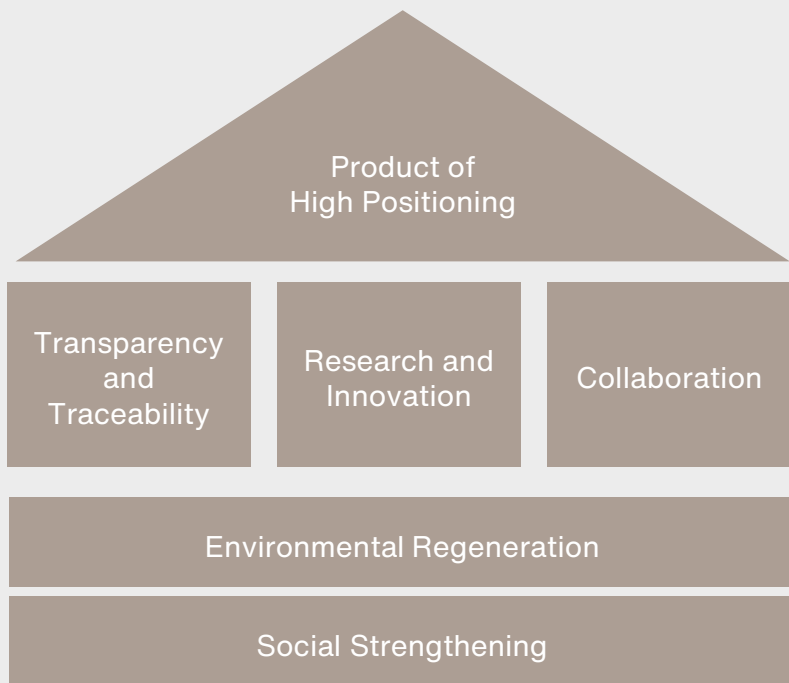 Product of
High Positioning
Transparency
and
Traceability
Research and
Innovation
Collaboration
Environmental Regeneration
Social Strengthening